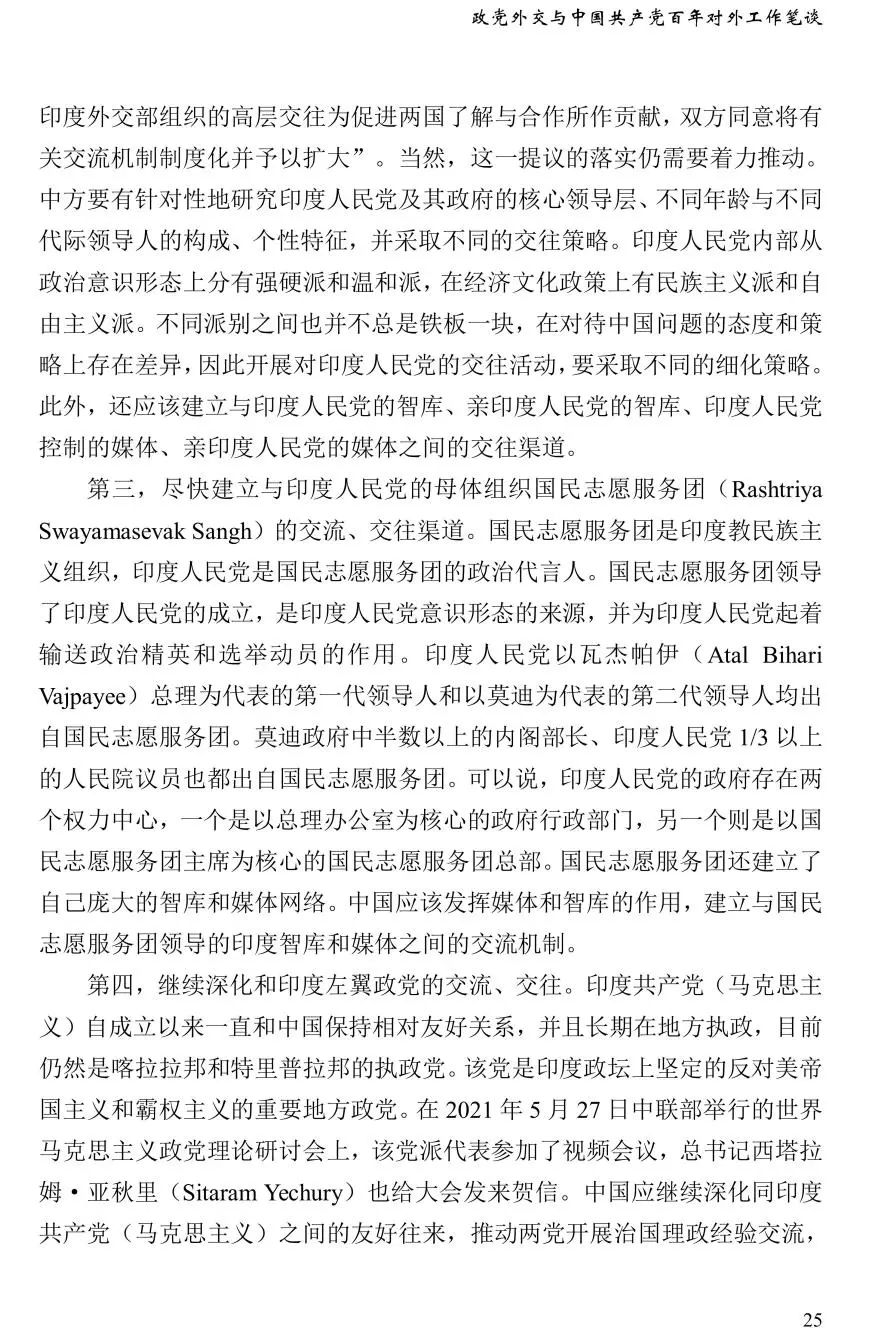 政党外交与中国共产党百年对外工作笔谈
印度外交部组织的高层交往为促进两国了解与合作所作贡献，双方同意将有
关交流机制制度化并予以扩大”。当然，这一提议的落实仍需要着力推动。
中方要有针对性地研究印度人民党及其政府的核心领导层、不同年龄与不同
代际领导人的构成、个性特征，并采取不同的交往策略。印度人民党内部从
政治意识形态上分有强硬派和温和派，在经济文化政策上有民族主义派和自
由主义派。不同派别之间也并不总是铁板一块，在对待中国问题的态度和策
略上存在差异，因此开展对印度人民党的交往活动，要采取不同的细化策略。
此外，还应该建立与印度人民党的智库、亲印度人民党的智库、印度人民党
控制的媒体、亲印度人民党的媒体之间的交往渠道。
第三，尽快建立与印度人民党的母体组织国民志愿服务团（Rashtriya
Swayamasevak Sangh）的交流、交往渠道。国民志愿服务团是印度教民族主
义组织，印度人民党是国民志愿服务团的政治代言人。国民志愿服务团领导
了印度人民党的成立，是印度人民党意识形态的来源，并为印度人民党起着
输送政治精英和选举动员的作用。印度人民党以瓦杰帕伊（Atal Bihari
Vajpayee）总理为代表的第一代领导人和以莫迪为代表的第二代领导人均出
自国民志愿服务团。莫迪政府中半数以上的内阁部长、印度人民党 1/3 以上
的人民院议员也都出自国民志愿服务团。可以说，印度人民党的政府存在两
个权力中心，一个是以总理办公室为核心的政府行政部门，另一个则是以国
民志愿服务团主席为核心的国民志愿服务团总部。国民志愿服务团还建立了
自己庞大的智库和媒体网络。中国应该发挥媒体和智库的作用，建立与国民
志愿服务团领导的印度智库和媒体之间的交流机制。
第四，继续深化和印度左翼政党的交流、交往。印度共产党（马克思主
义）自成立以来一直和中国保持相对友好关系，并且长期在地方执政，目前
仍然是喀拉拉邦和特里普拉邦的执政党。该党是印度政坛上坚定的反对美帝
国主义和霸权主义的重要地方政党。在 2021 年 5 月 27 日中联部举行的世界
马克思主义政党理论研讨会上，该党派代表参加了视频会议，总书记西塔拉
姆·亚秋里（Sitaram Yechury）也给大会发来贺信。中国应继续深化同印度
共产党（马克思主义）之间的友好往来，推动两党开展治国理政经验交流，
25